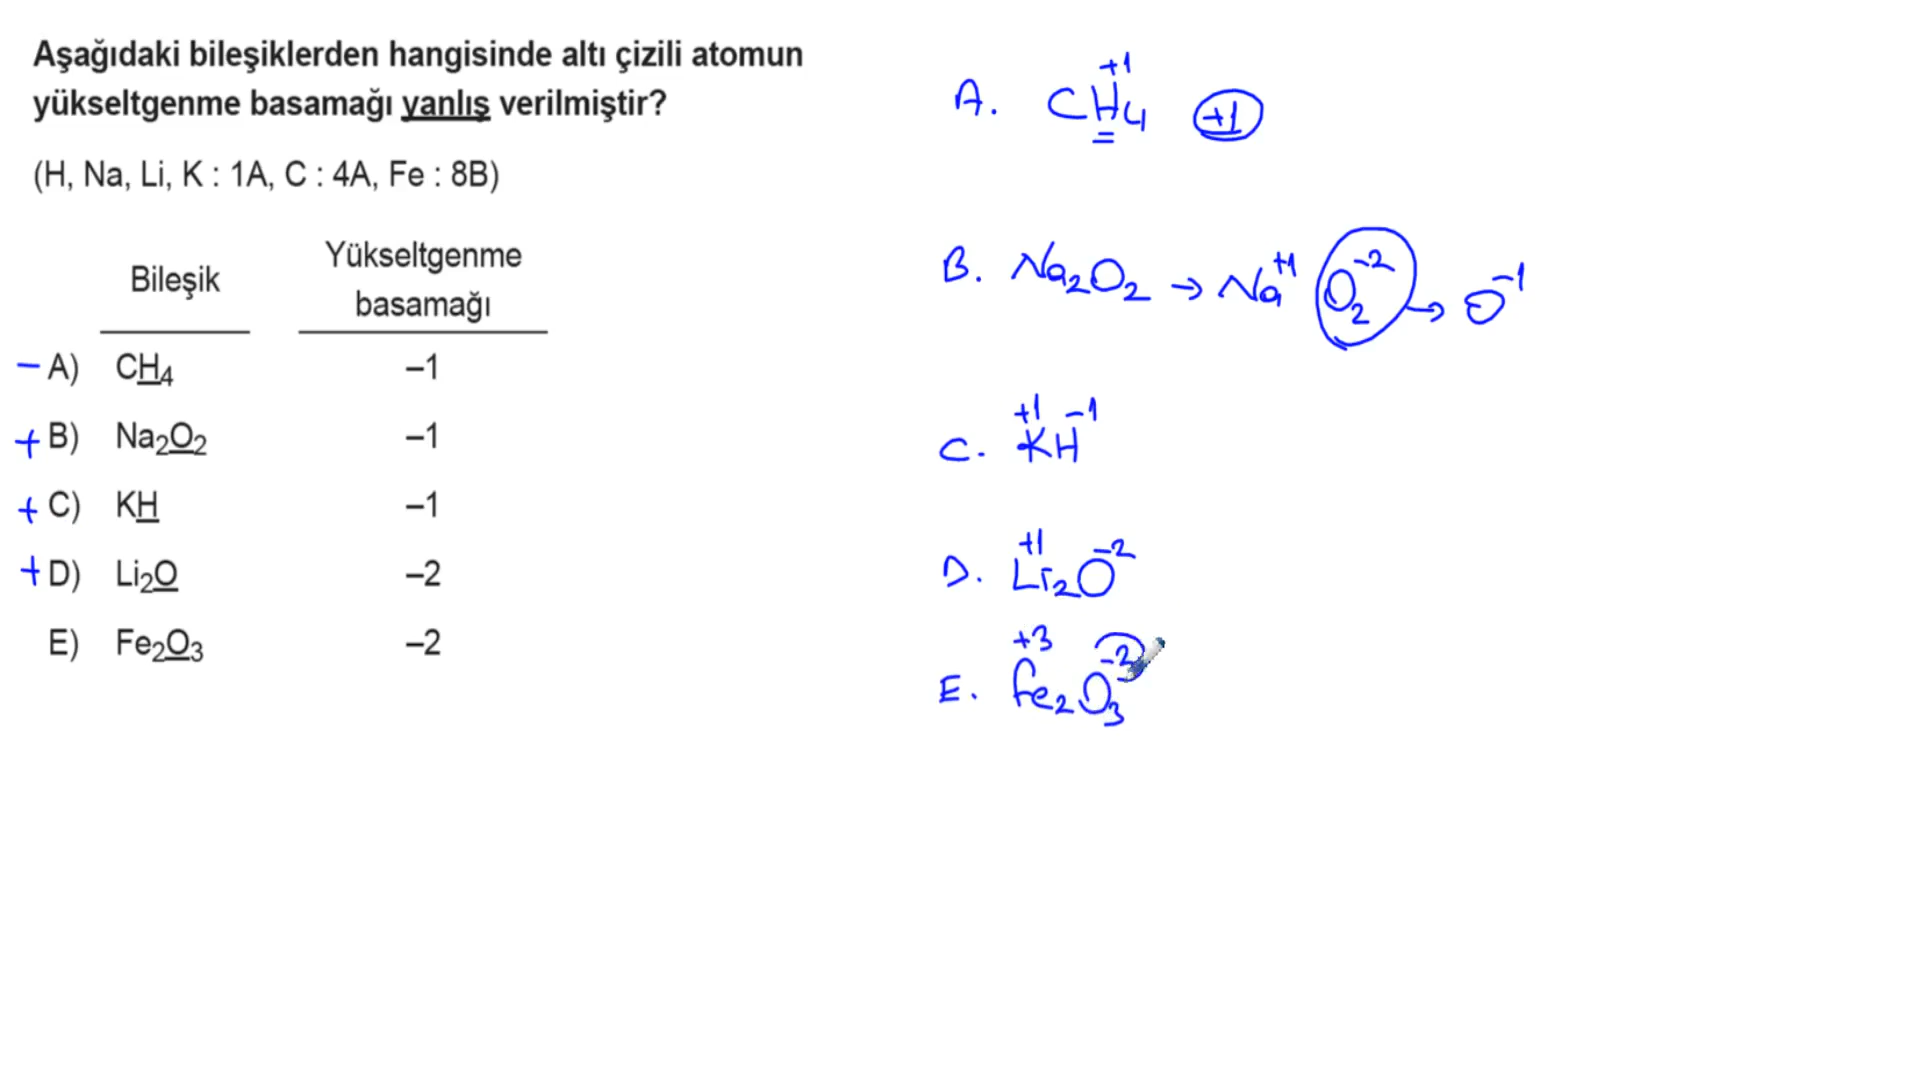 Aşağıdaki bileşiklerden hangisinde altı çizili atomun
yükseltgenme basamağı yanlış verilmiştir?
(H, Na, Li, K : 1A, C : 4A, Fe : 8B)
Bileşik
Yükseltgenme
basamağı
– A) CH₄ –1
+ B) Na₂O₂ –1
+ C) KH –1
+ D) Li₂O –2
E) Fe₂O₃ –2
+1
A. CH₄ +1
B. Na₂O₂ → Na⁺¹ O₂⁻² → O⁻¹
+1 -1
C. KH
+1 -2
D. Li₂O
+3 -2
E. Fe₂O₃